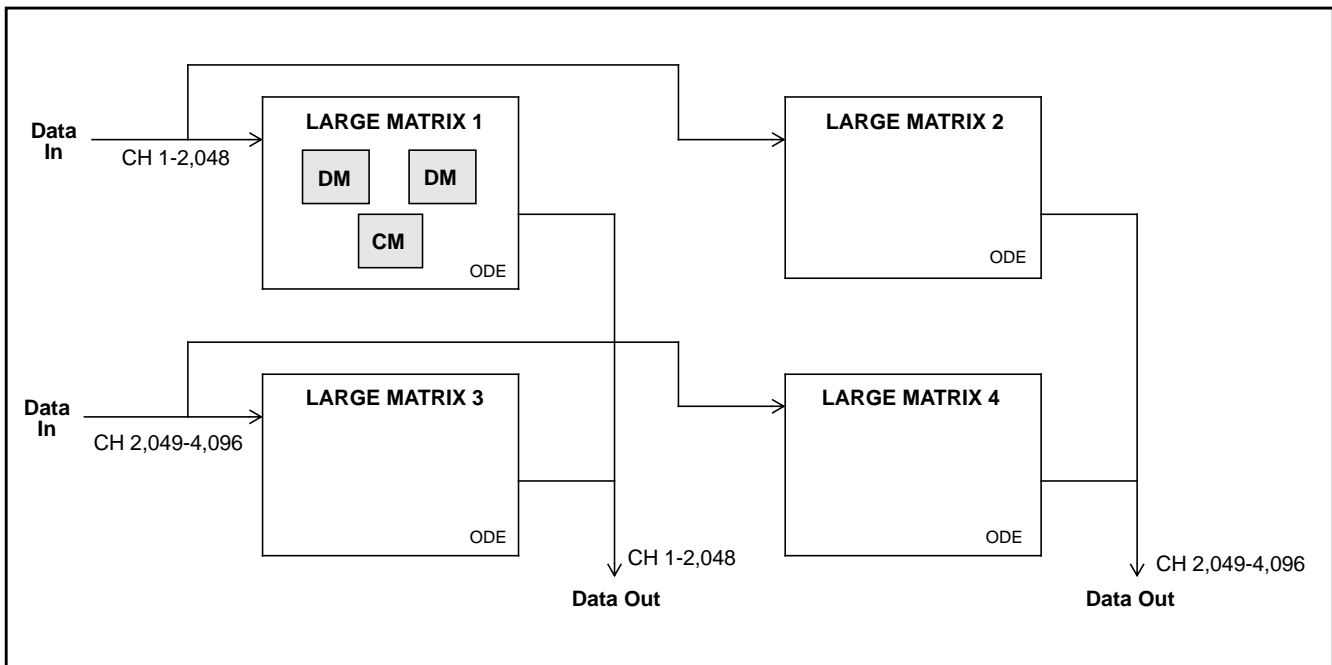 LARGE MATRIX 1
LARGE MATRIX 2
Data
In
CH 1-2,048
DM
DM
CM
ODE
ODE
LARGE MATRIX 3
LARGE MATRIX 4
Data
In
CH 2,049-4,096
ODE
ODE
CH 1-2,048
CH 2,049-4,096
Data Out
Data Out